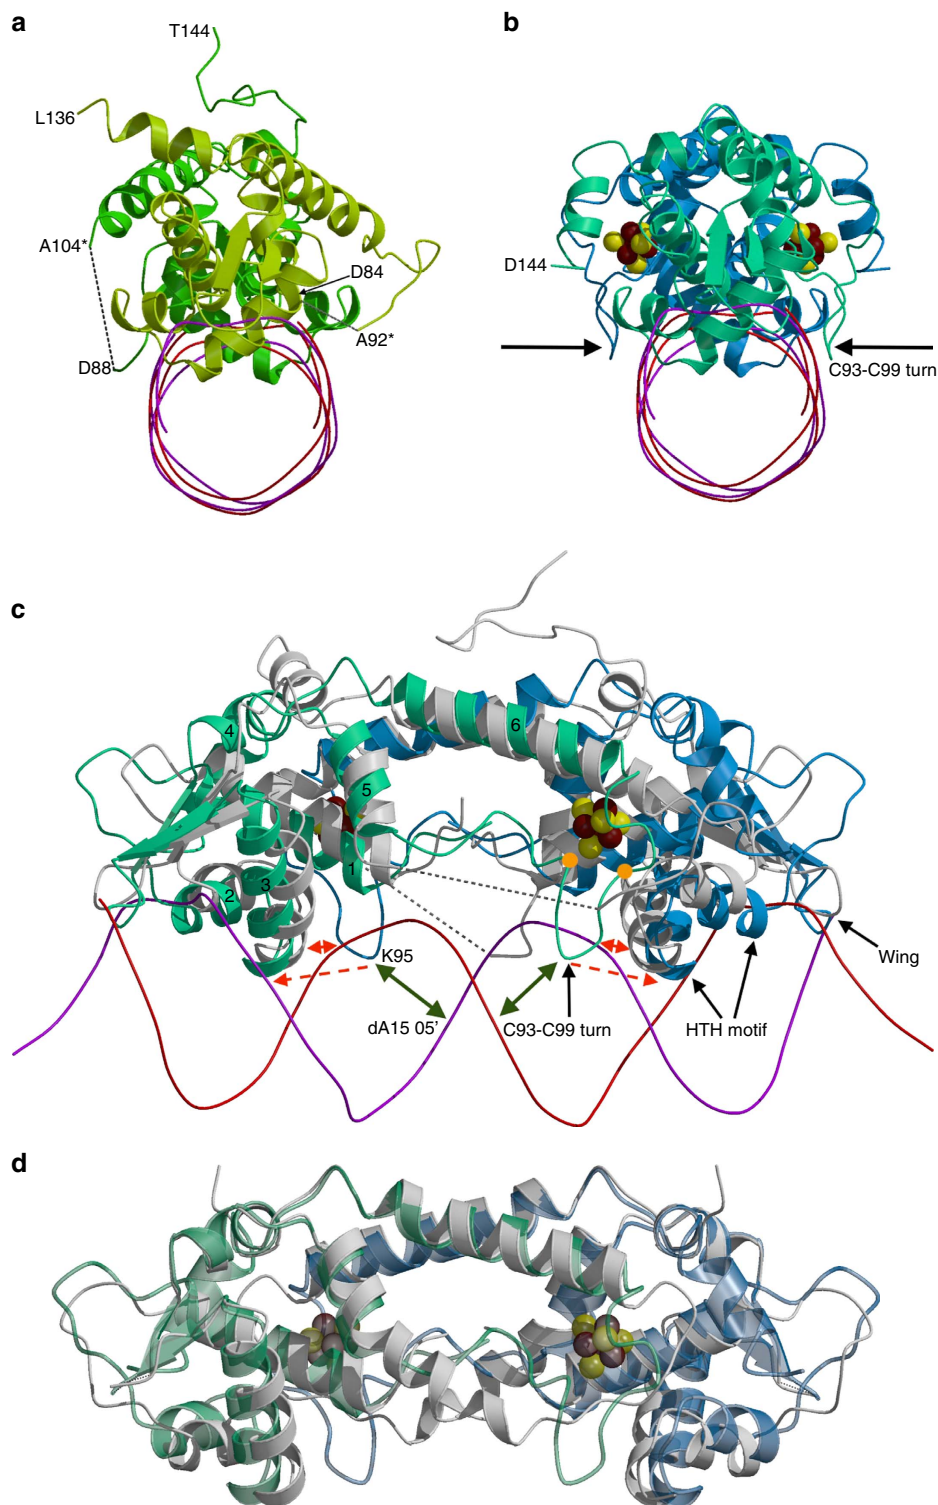 a
T144
L136
A104*
D84
D88
A92*
b
D144
C93-C99 turn
c
4
6
5
1
2
3
K95
dA15 05'
C93-C99 turn
HTH motif
Wing
d